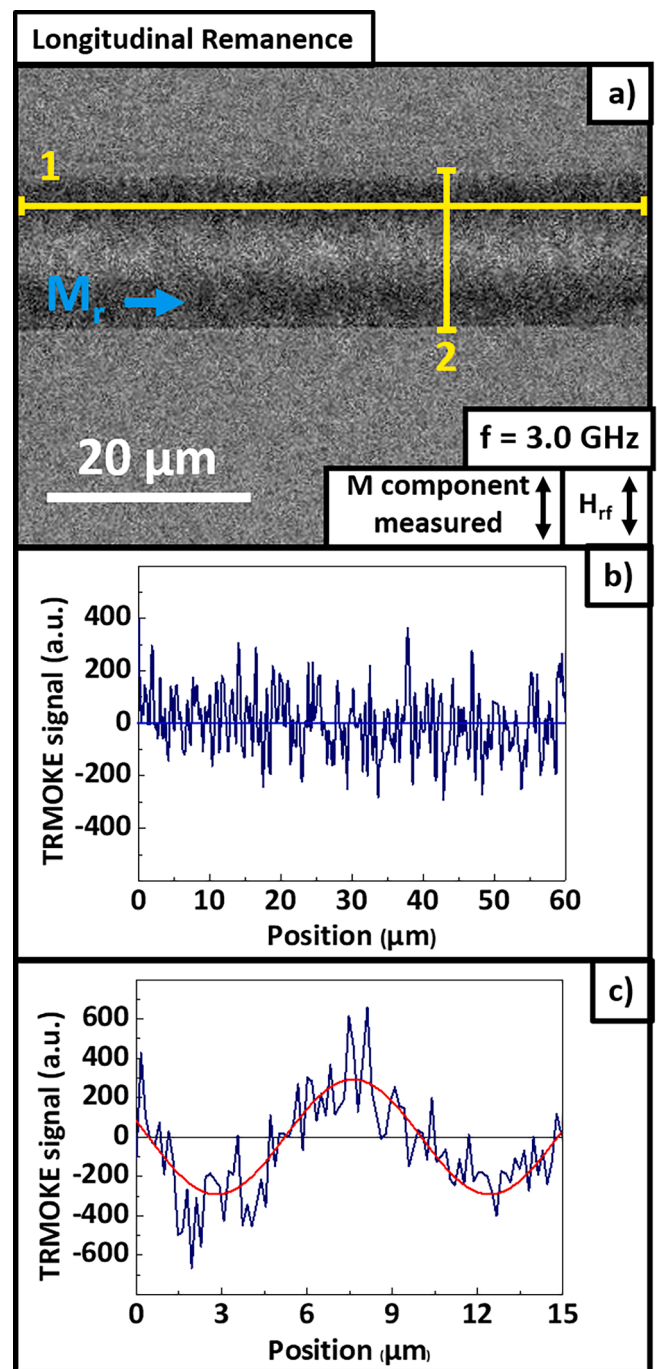 Longitudinal Remanence
a)
1
Mr
2
f = 3.0 GHz
20 µm
M component
measured
Hrf
b)
TRMOKE signal (a.u.)
400
200
0
-200
-400
0 10 20 30 40 50 60
Position (µm)
c)
TRMOKE signal (a.u.)
600
400
200
0
-200
-400
-600
0 3 6 9 12 15
Position (µm)